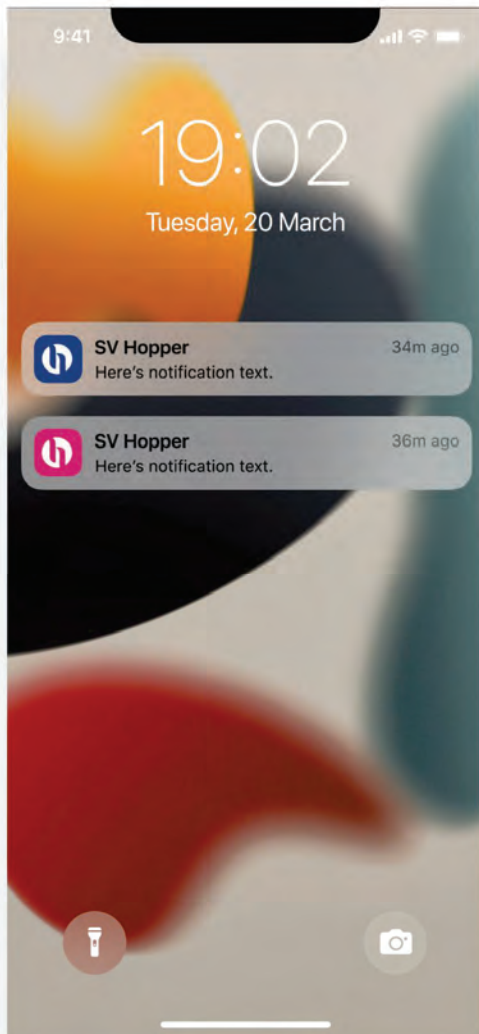 9:41
19:02
Tuesday, 20 March
SV Hopper
34m ago
Here's notification text.
SV Hopper
36m ago
Here's notification text.